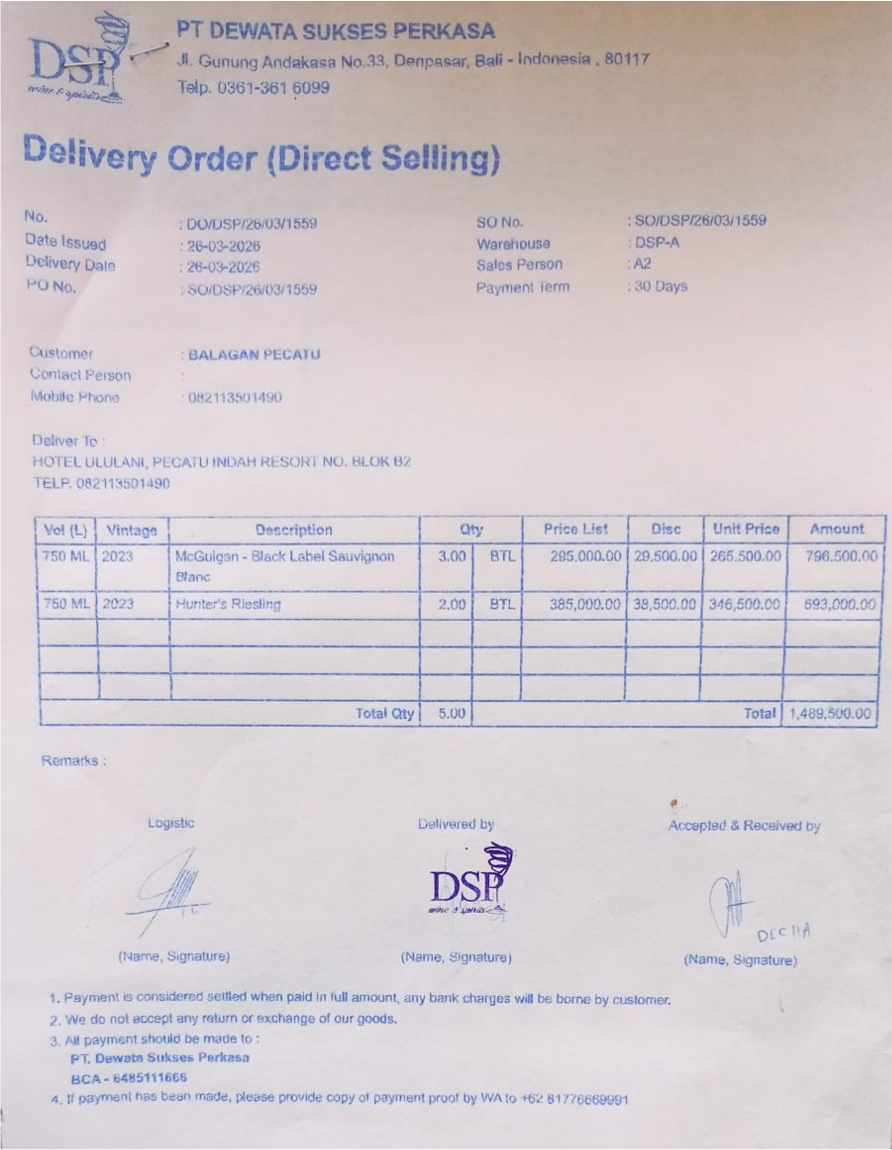 DSP
wine & spirits
PT DEWATA SUKSES PERKASA
Jl. Gunung Andakasa No.33, Denpasar, Bali - Indonesia , 80117
Telp. 0361-361 6099
Delivery Order (Direct Selling)
No. : DO/DSP/26/03/1559
Date Issued : 26-03-2026
Delivery Date : 26-03-2026
PO No. : SO/DSP/26/03/1559
SO No. : SO/DSP/26/03/1559
Warehouse : DSP-A
Sales Person : A2
Payment Term : 30 Days
Customer : BALAGAN PECATU
Contact Person :
Mobile Phone : 082113501490
Deliver To :
HOTEL ULULANI, PECATU INDAH RESORT NO. BLOK B2
TELP. 082113501490
Vol (L) Vintage Description Qty Price List Disc Unit Price Amount
750 ML 2023 McGuigan - Black Label Sauvignon 3.00 BTL 295,000.00 29,500.00 265,500.00 796,500.00
Blanc
750 ML 2023 Hunter's Riesling 2.00 BTL 385,000.00 38,500.00 346,500.00 693,000.00
Total Qty 5.00 Total 1,489,500.00
Remarks :
Logistic Delivered by Accepted & Received by
DSP
wine & spirits
DECHA
(Name, Signature) (Name, Signature) (Name, Signature)
1. Payment is considered settled when paid in full amount, any bank charges will be borne by customer.
2. We do not accept any return or exchange of our goods.
3. All payment should be made to :
PT. Dewata Sukses Perkasa
BCA - 6485111666
4. If payment has been made, please provide copy of payment proof by WA to +62 81776669991